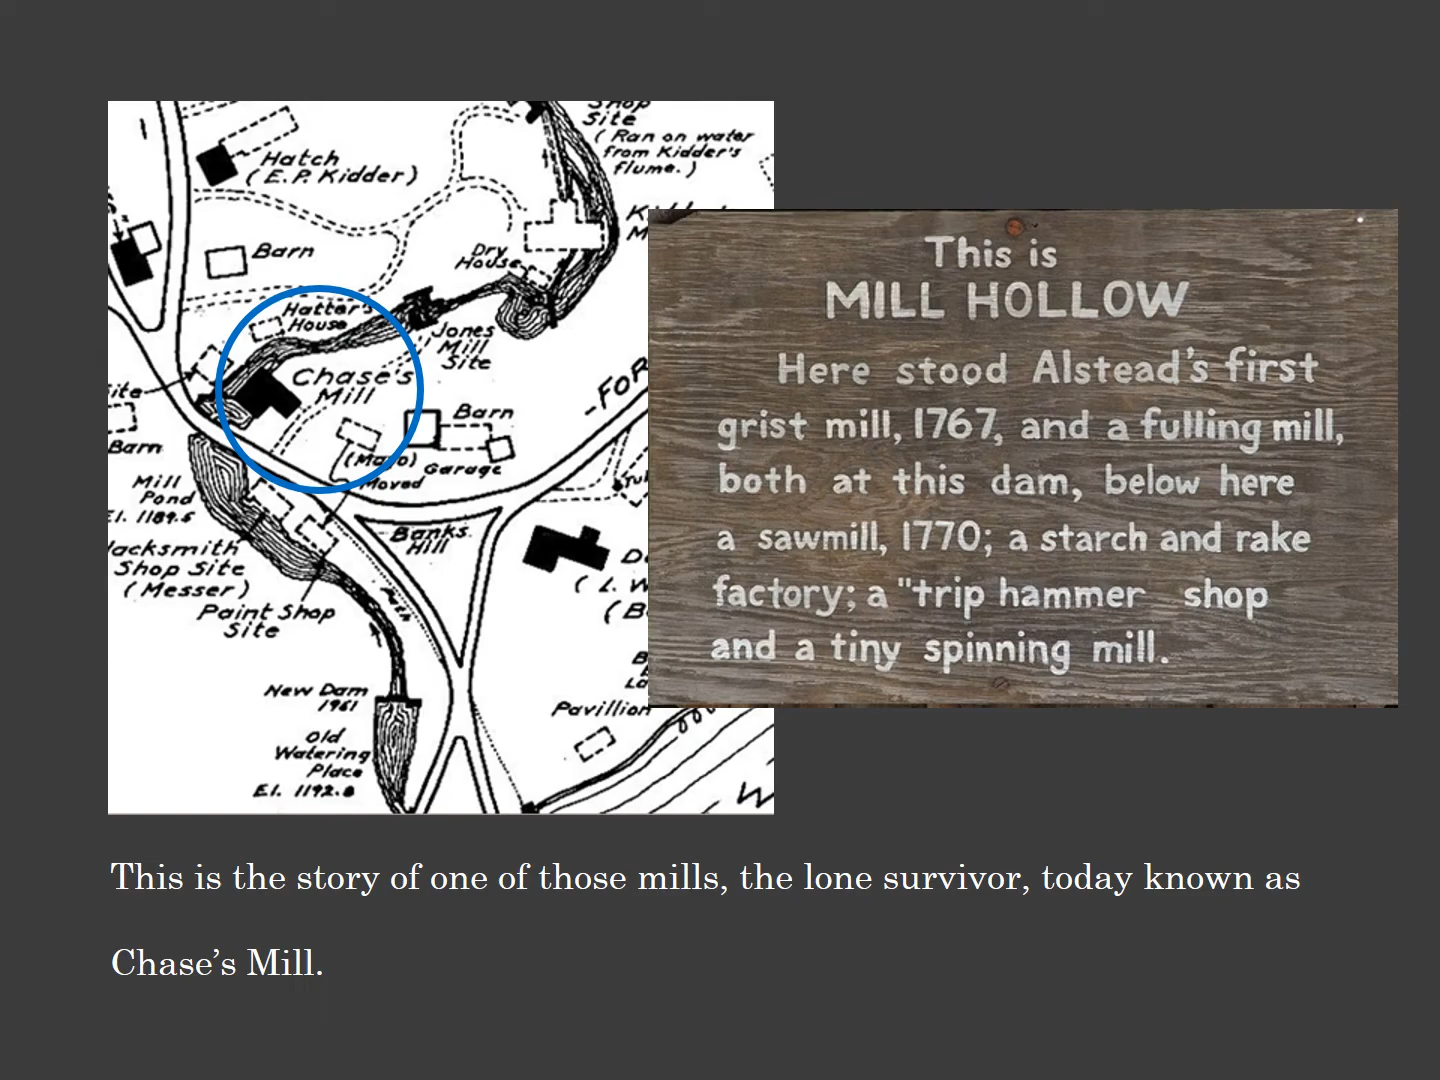 Shop
Site
(Ran on water
from Kidder's
flume.)
Hatch
(E.P. Kidder)
Barn
Dry
House
Hatter's
House
Jones
Mill
Site
Chase's
Mill
Barn
(Mayo)
Moved
Garage
Barn
Mill
Pond
El. 1189.5
Banks
Hill
Shop Site
(Messer)
Paint Shop
Site
Path
New Dam
1961
Old
Watering
Place
El. 1192.8
Pavillion
This is
MILL HOLLOW
Here stood Alstead's first
grist mill, 1767, and a fulling mill,
both at this dam, below here
a sawmill, 1770; a starch and rake
factory; a "trip hammer shop
and a tiny spinning mill.
This is the story of one of those mills, the lone survivor, today known as
Chase’s Mill.